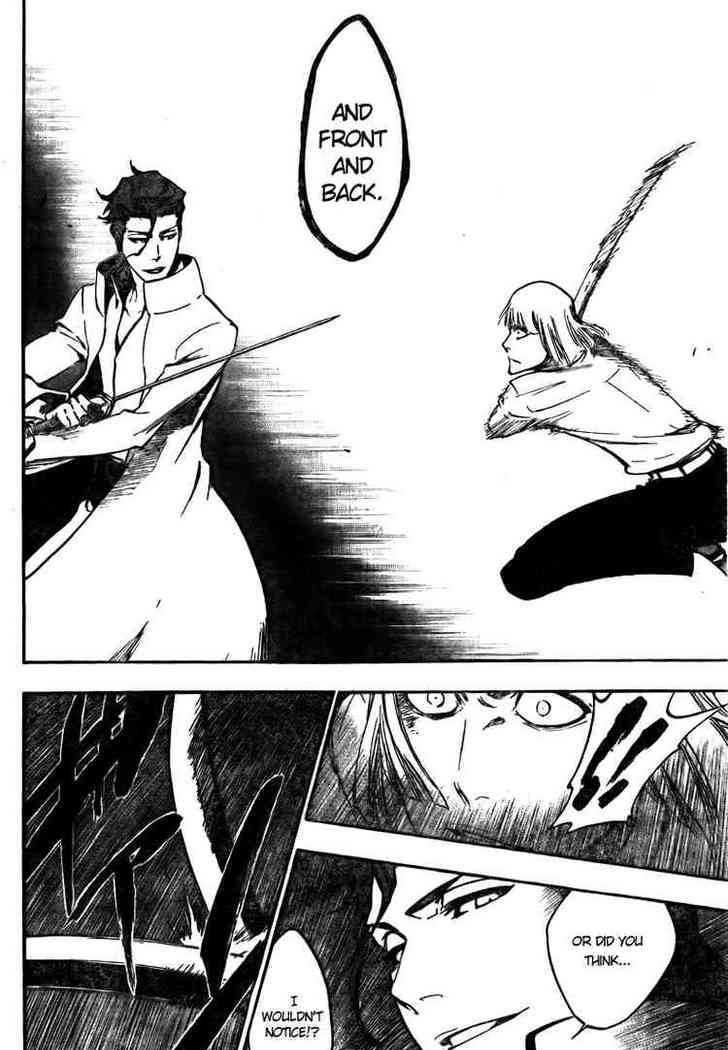 AND
FRONT
AND
BACK.
!!
OR DID YOU
THINK...
I
WOULDN'T
NOTICE!?